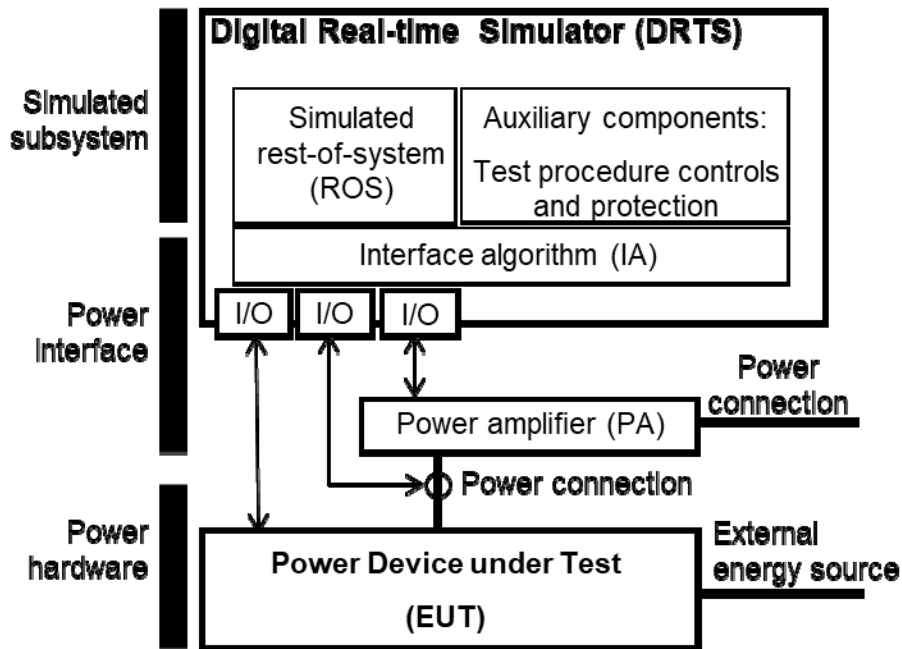 Digital Real-time Simulator (DRTS)
Simulated
subsystem
Simulated
rest-of-system
(ROS)
Auxiliary components:
Test procedure controls
and protection
Interface algorithm (IA)
I/O I/O I/O
Power
Interface
Power
connection
Power amplifier (PA)
Power connection
Power
hardware
Power Device under Test
(EUT)
External
energy source